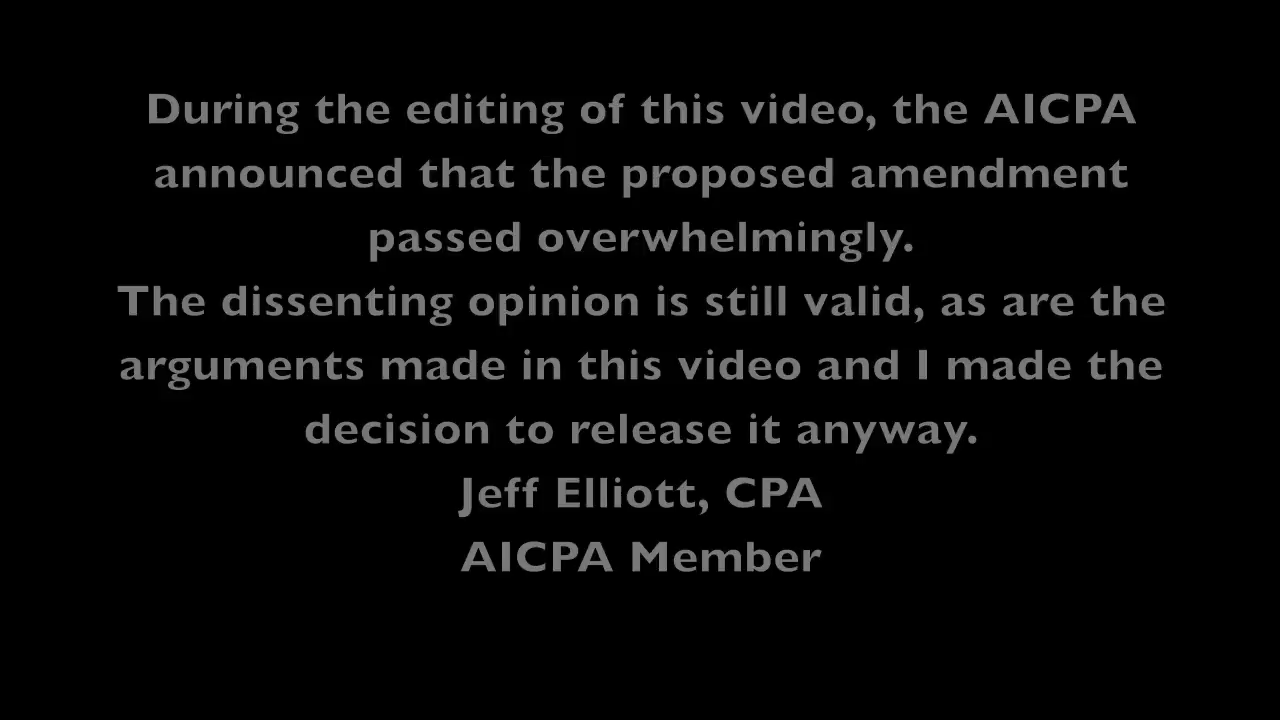 During the editing of this video, the AICPA
announced that the proposed amendment
passed overwhelmingly.
The dissenting opinion is still valid, as are the
arguments made in this video and I made the
decision to release it anyway.
Jeff Elliott, CPA
AICPA Member